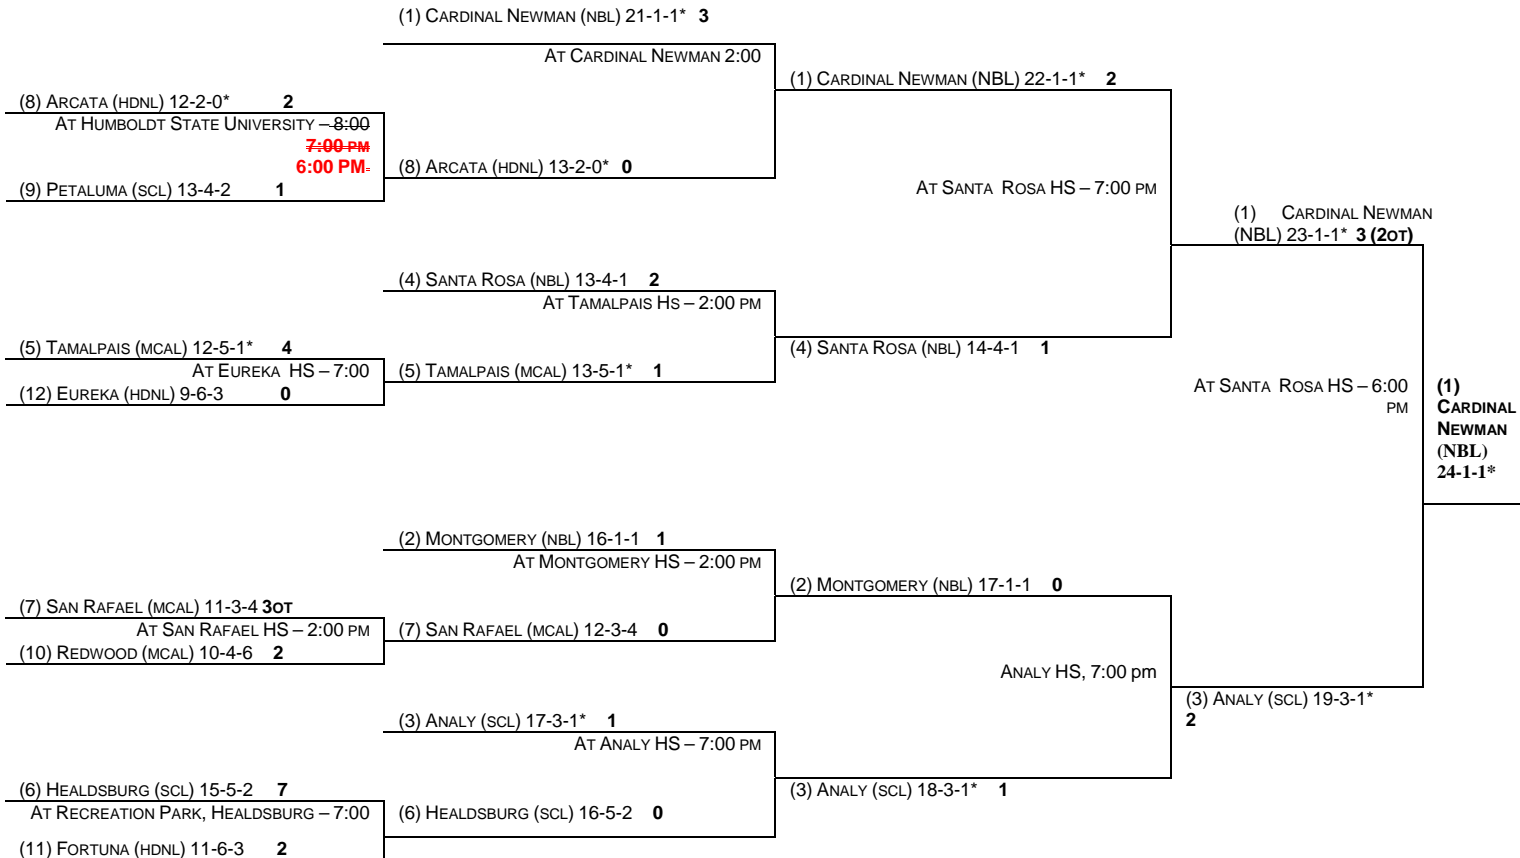 (1) CARDINAL NEWMAN (NBL) 21-1-1* 3
AT CARDINAL NEWMAN 2:00
(8) ARCATA (HDNL) 12-2-0* 2
AT HUMBOLDT STATE UNIVERSITY – 8:00
7:00 PM
6:00 PM-
(9) PETALUMA (SCL) 13-4-2 1
(8) ARCATA (HDNL) 13-2-0* 0
(1) CARDINAL NEWMAN (NBL) 22-1-1* 2
AT SANTA ROSA HS – 7:00 PM
(1) CARDINAL NEWMAN
(NBL) 23-1-1* 3 (2OT)
(4) SANTA ROSA (NBL) 13-4-1 2
AT TAMALPAIS HS – 2:00 PM
(5) TAMALPAIS (MCAL) 12-5-1* 4
AT EUREKA HS – 7:00
(12) EUREKA (HDNL) 9-6-3 0
(5) TAMALPAIS (MCAL) 13-5-1* 1
(4) SANTA ROSA (NBL) 14-4-1 1
AT SANTA ROSA HS – 6:00
PM
(1)
CARDINAL
NEWMAN
(NBL)
24-1-1*
(2) MONTGOMERY (NBL) 16-1-1 1
AT MONTGOMERY HS – 2:00 PM
(7) SAN RAFAEL (MCAL) 11-3-4 3OT
AT SAN RAFAEL HS – 2:00 PM
(10) REDWOOD (MCAL) 10-4-6 2
(7) SAN RAFAEL (MCAL) 12-3-4 0
(2) MONTGOMERY (NBL) 17-1-1 0
ANALY HS, 7:00 pm
(3) ANALY (SCL) 19-3-1*
2
(3) ANALY (SCL) 17-3-1* 1
AT ANALY HS – 7:00 PM
(6) HEALDSBURG (SCL) 15-5-2 7
AT RECREATION PARK, HEALDSBURG – 7:00
(11) FORTUNA (HDNL) 11-6-3 2
(6) HEALDSBURG (SCL) 16-5-2 0
(3) ANALY (SCL) 18-3-1* 1